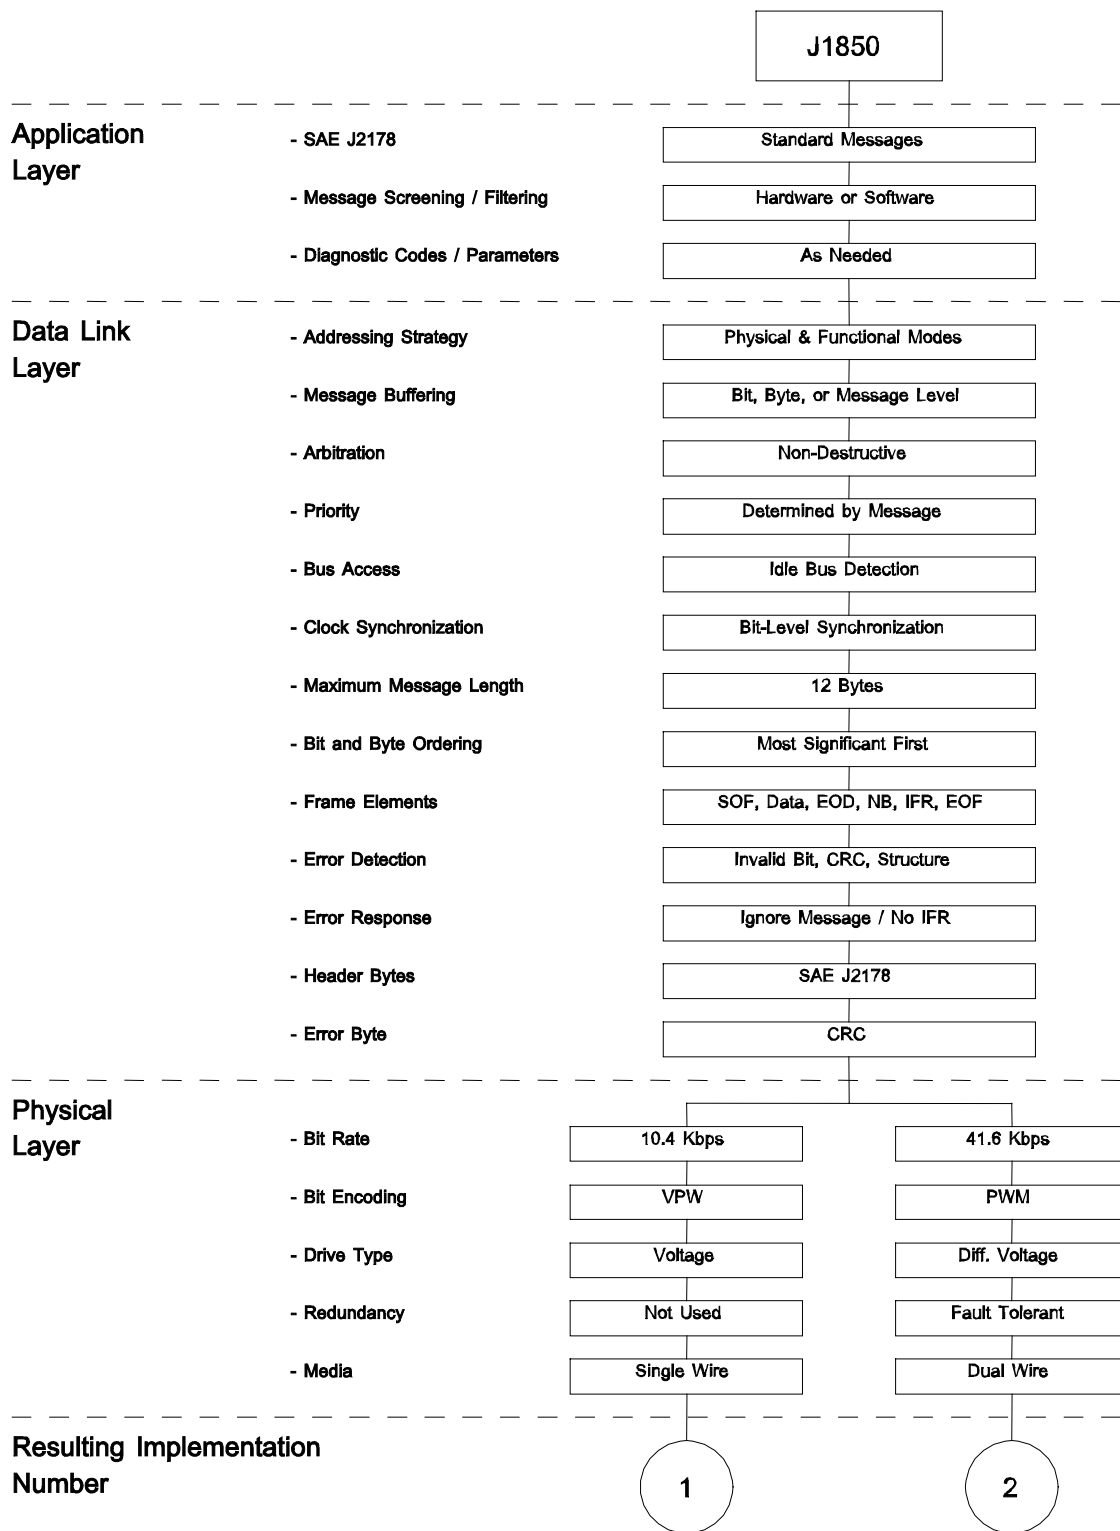 J1850
Application
Layer
- SAE J2178
Standard Messages
- Message Screening / Filtering
Hardware or Software
- Diagnostic Codes / Parameters
As Needed
Data Link
Layer
- Addressing Strategy
Physical & Functional Modes
- Message Buffering
Bit, Byte, or Message Level
- Arbitration
Non-Destructive
- Priority
Determined by Message
- Bus Access
Idle Bus Detection
- Clock Synchronization
Bit-Level Synchronization
- Maximum Message Length
12 Bytes
- Bit and Byte Ordering
Most Significant First
- Frame Elements
SOF, Data, EOD, NB, IFR, EOF
- Error Detection
Invalid Bit, CRC, Structure
- Error Response
Ignore Message / No IFR
- Header Bytes
SAE J2178
- Error Byte
CRC
Physical
Layer
- Bit Rate
10.4 Kbps
41.6 Kbps
- Bit Encoding
VPW
PWM
- Drive Type
Voltage
Diff. Voltage
- Redundancy
Not Used
Fault Tolerant
- Media
Single Wire
Dual Wire
Resulting Implementation
Number
1
2